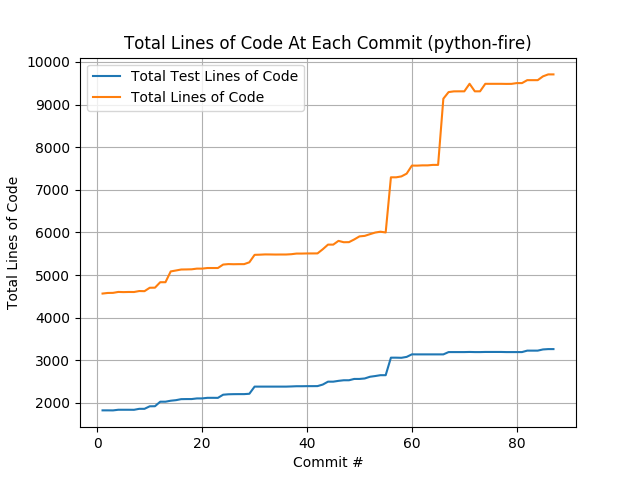 Total Lines of Code At Each Commit (python-fire)
Total Test Lines of Code
Total Lines of Code
10000
9000
8000
7000
6000
5000
4000
3000
2000
Total Lines of Code
0 20 40 60 80
Commit #